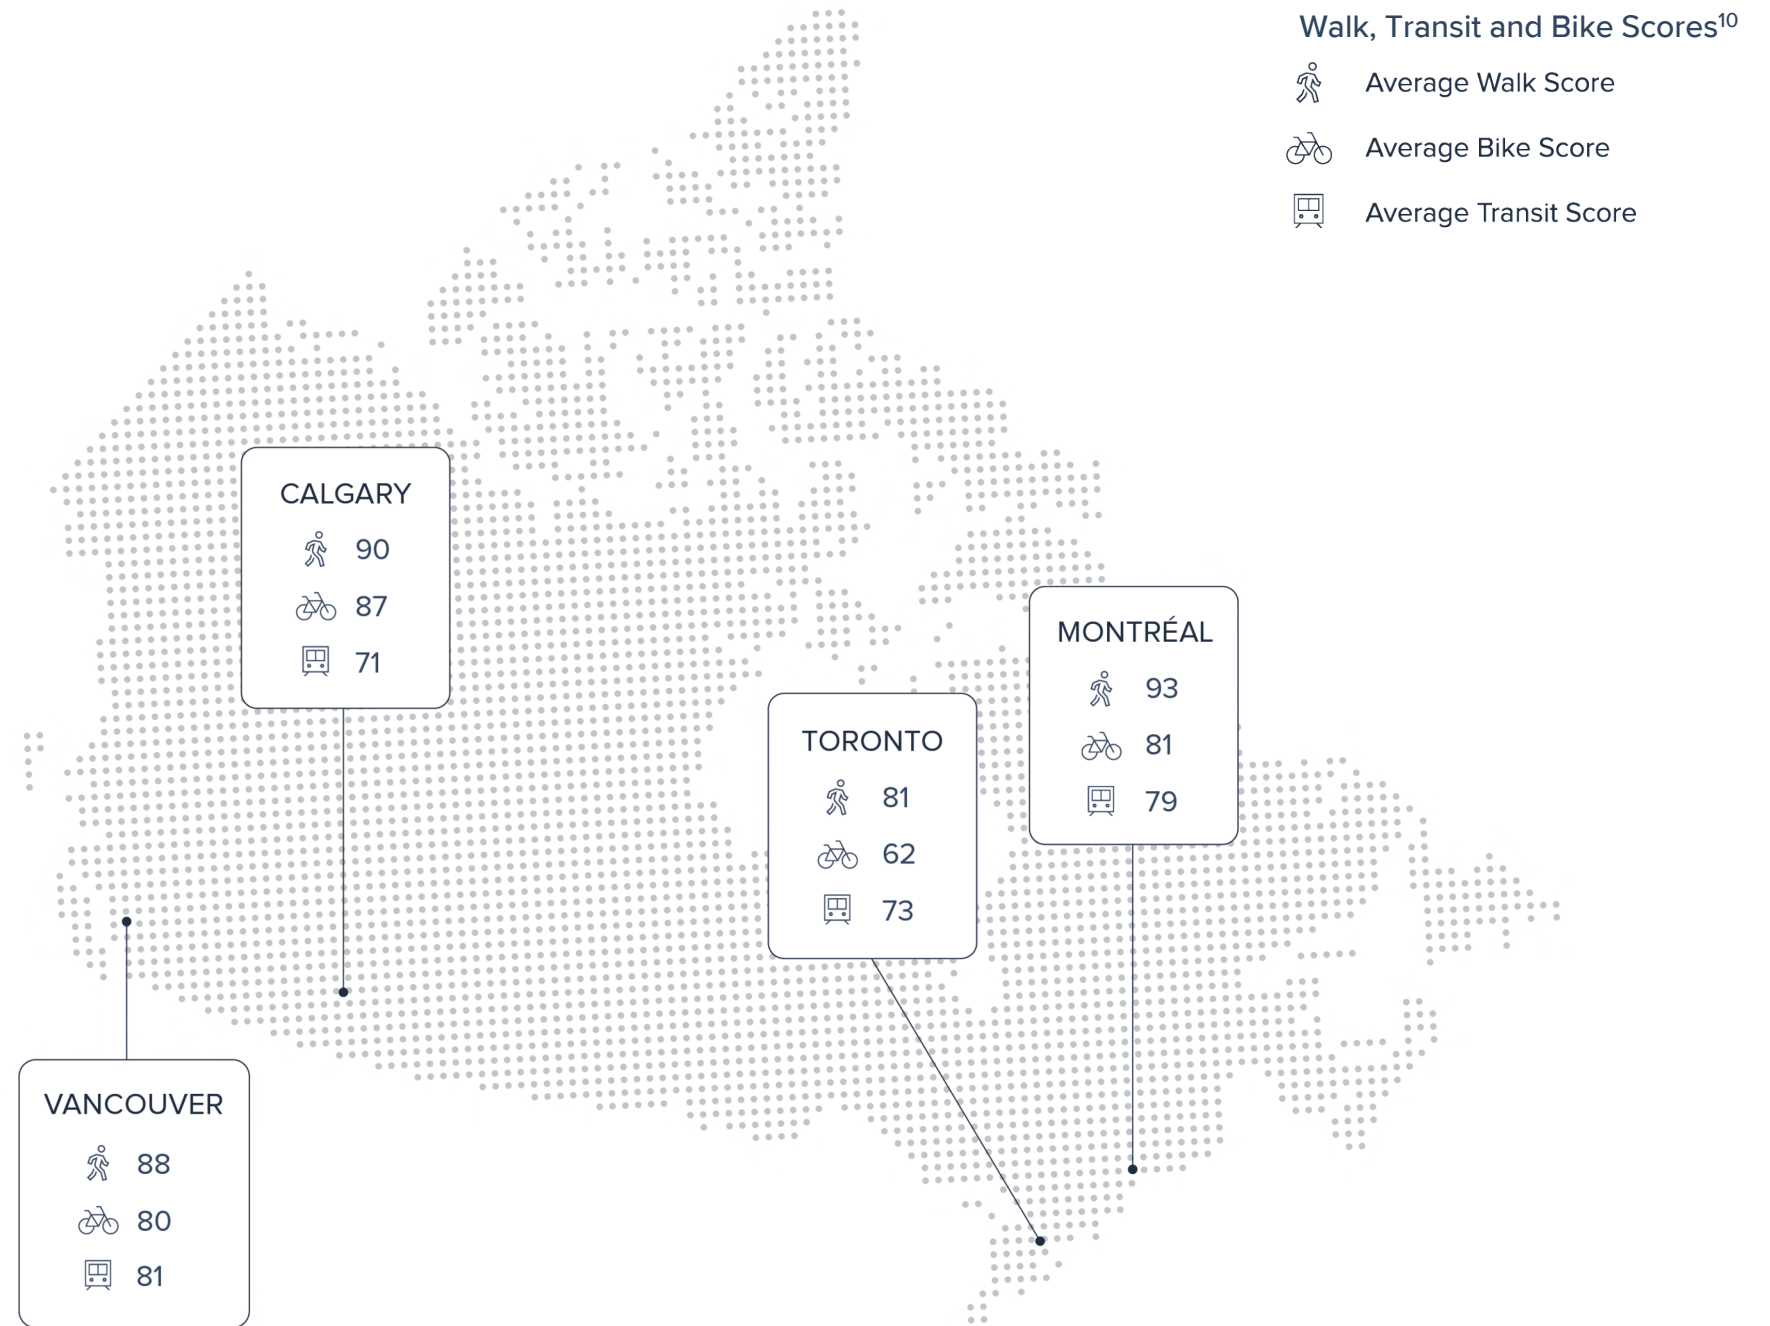 Walk, Transit and Bike Scores¹⁰
Average Walk Score
Average Bike Score
Average Transit Score
CALGARY
90
87
71
MONTRÉAL
93
81
79
TORONTO
81
62
73
VANCOUVER
88
80
81